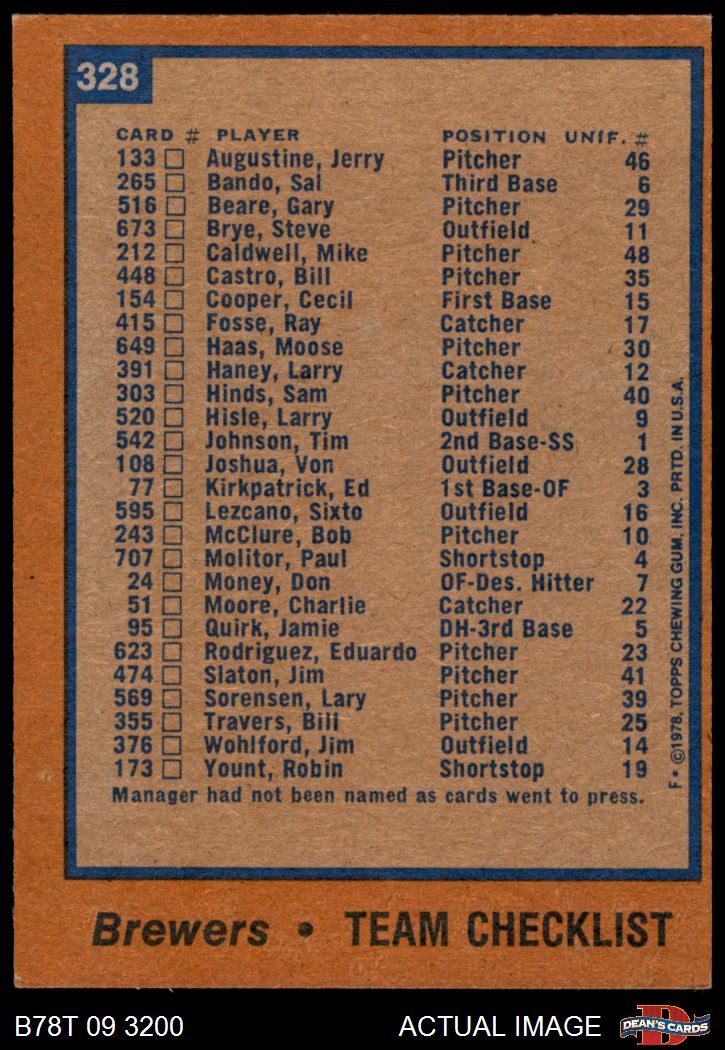 328
CARD # PLAYER POSITION UNIF. #
133 Augustine, Jerry Pitcher 46
265 Bando, Sal Third Base 6
516 Beare, Gary Pitcher 29
673 Brye, Steve Outfield 11
212 Caldwell, Mike Pitcher 48
448 Castro, Bill Pitcher 35
154 Cooper, Cecil First Base 15
415 Fosse, Ray Catcher 17
649 Haas, Moose Pitcher 30
391 Haney, Larry Catcher 12
303 Hinds, Sam Pitcher 40
520 Hisle, Larry Outfield 9
542 Johnson, Tim 2nd Base-SS 1
108 Joshua, Von Outfield 28
77 Kirkpatrick, Ed 1st Base-OF 3
595 Lezcano, Sixto Outfield 16
243 McClure, Bob Pitcher 10
707 Molitor, Paul Shortstop 4
24 Money, Don OF-Des. Hitter 7
51 Moore, Charlie Catcher 22
95 Quirk, Jamie DH-3rd Base 5
623 Rodriguez, Eduardo Pitcher 23
474 Slaton, Jim Pitcher 41
569 Sorensen, Lary Pitcher 39
355 Travers, Bill Pitcher 25
376 Wohlford, Jim Outfield 14
173 Yount, Robin Shortstop 19
Manager had not been named as cards went to press.
F* ©1978, TOPPS CHEWING GUM, INC. PRTD. IN U.S.A.
Brewers • TEAM CHECKLIST
B78T 09 3200 ACTUAL IMAGE
D
DEAN'S CARDS